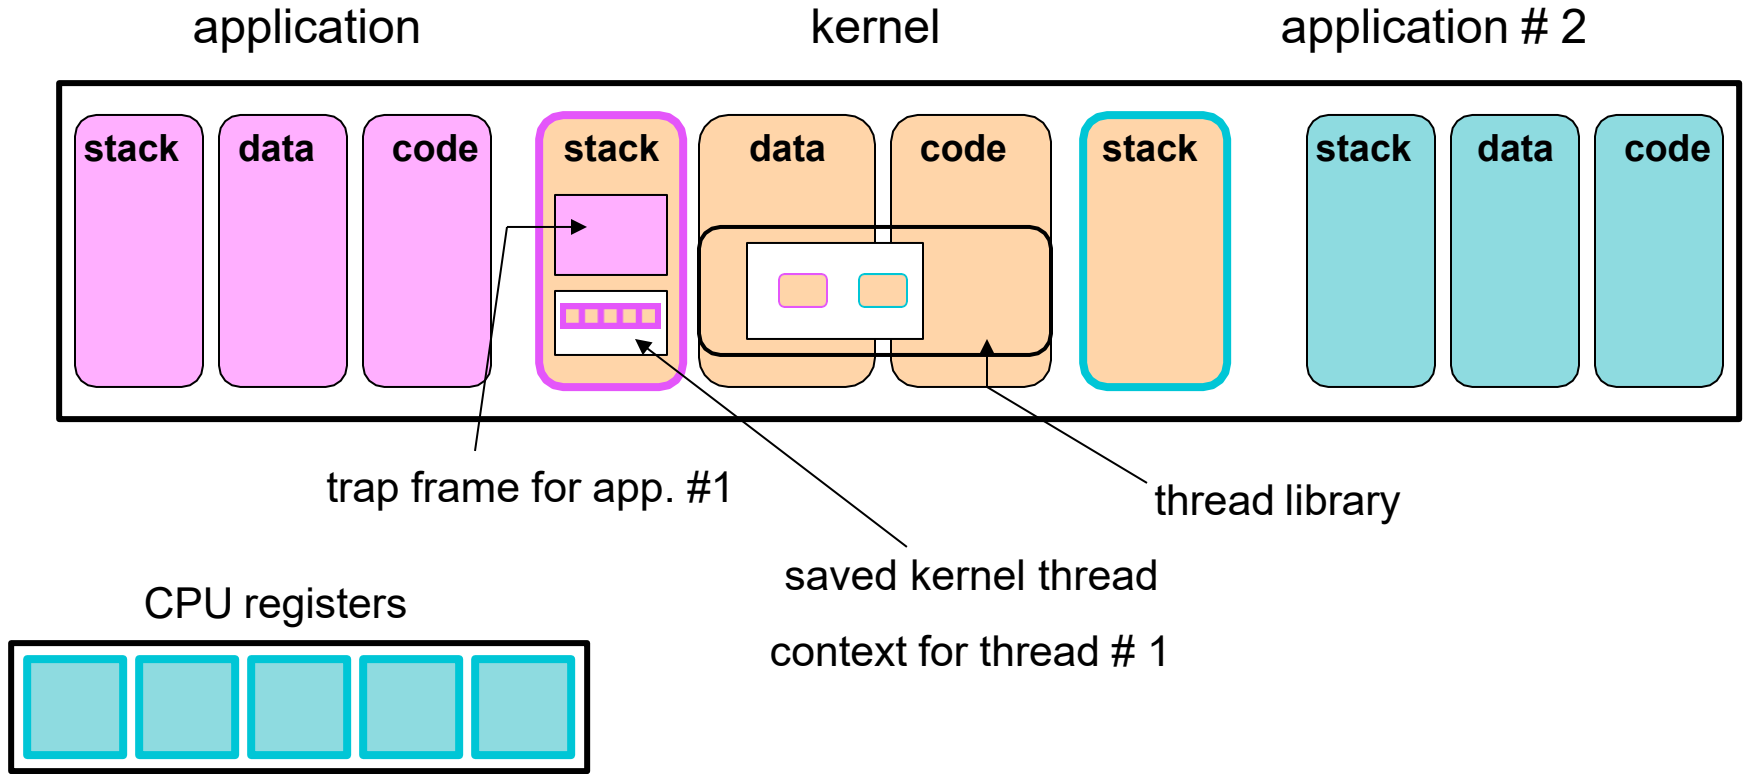 application
kernel
application # 2
stack
data
code
stack
data
code
stack
stack
data
code
trap frame for app. #1
thread library
saved kernel thread
context for thread # 1
CPU registers